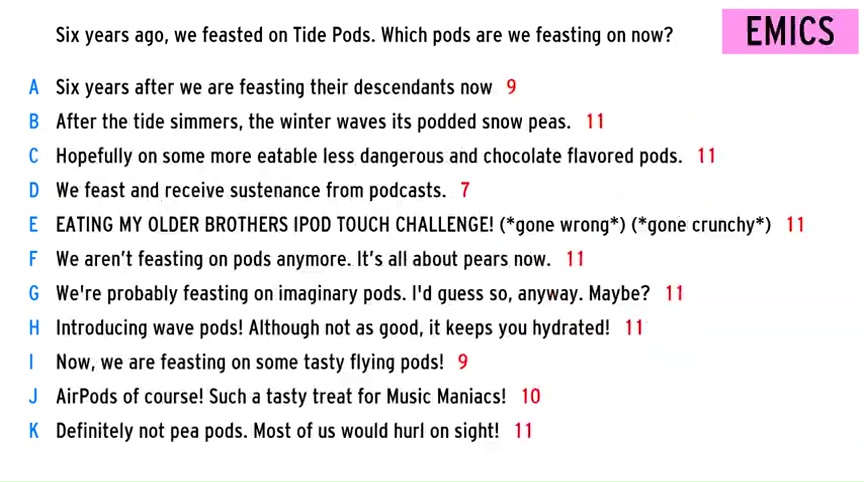 Six years ago, we feasted on Tide Pods. Which pods are we feasting on now?
EMICS
A Six years after we are feasting their descendants now 9
B After the tide simmers, the winter waves its podded snow peas. 11
C Hopefully on some more eatable less dangerous and chocolate flavored pods. 11
D We feast and receive sustenance from podcasts. 7
E EATING MY OLDER BROTHERS IPOD TOUCH CHALLENGE! (*gone wrong*) (*gone crunchy*) 11
F We aren't feasting on pods anymore. It's all about pears now. 11
G We're probably feasting on imaginary pods. I'd guess so, anyway. Maybe? 11
H Introducing wave pods! Although not as good, it keeps you hydrated! 11
I Now, we are feasting on some tasty flying pods! 9
J AirPods of course! Such a tasty treat for Music Maniacs! 10
K Definitely not pea pods. Most of us would hurl on sight! 11